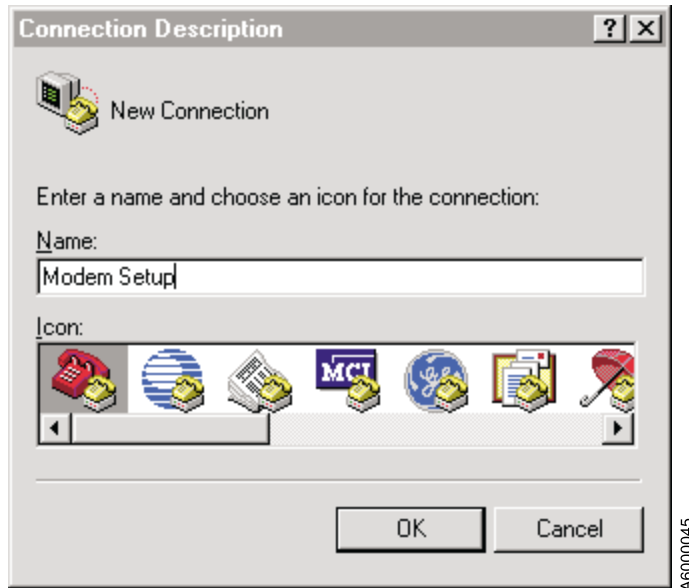 Connection Description
New Connection
Enter a name and choose an icon for the connection:
Name:
Modem Setup
Icon:
MCI
OK
Cancel
A6000045